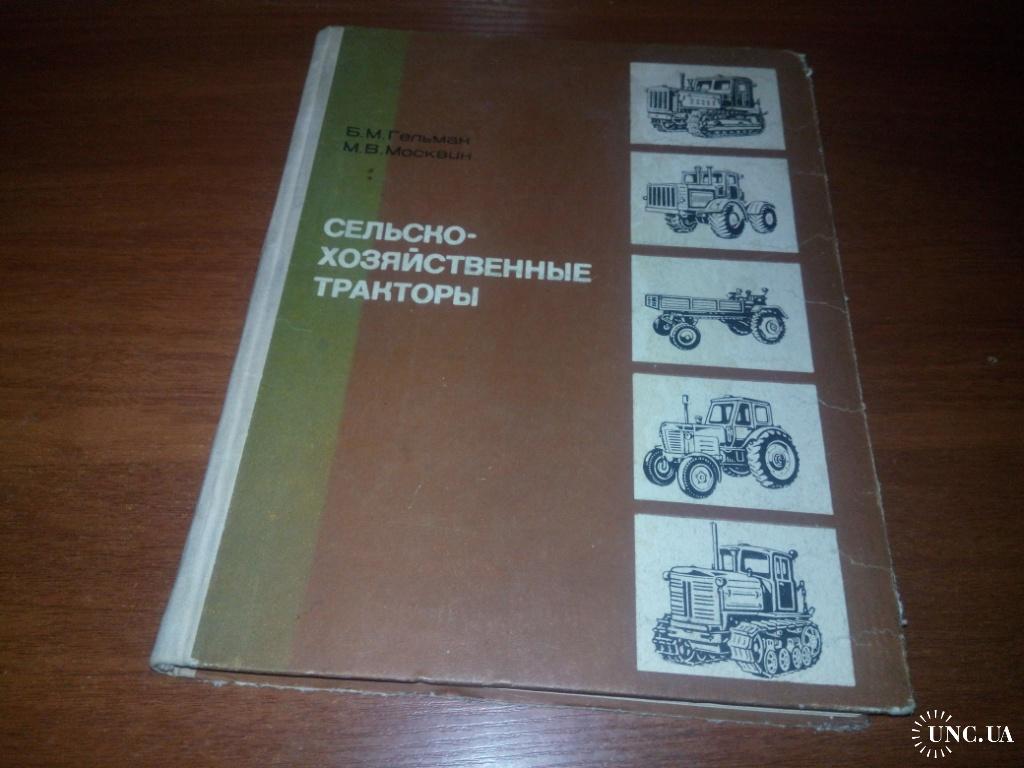 Б.М.Гельман
М.В.Москвин
СЕЛЬСКО-
ХОЗЯЙСТВЕННЫЕ
ТРАКТОРЫ
UNC.UA